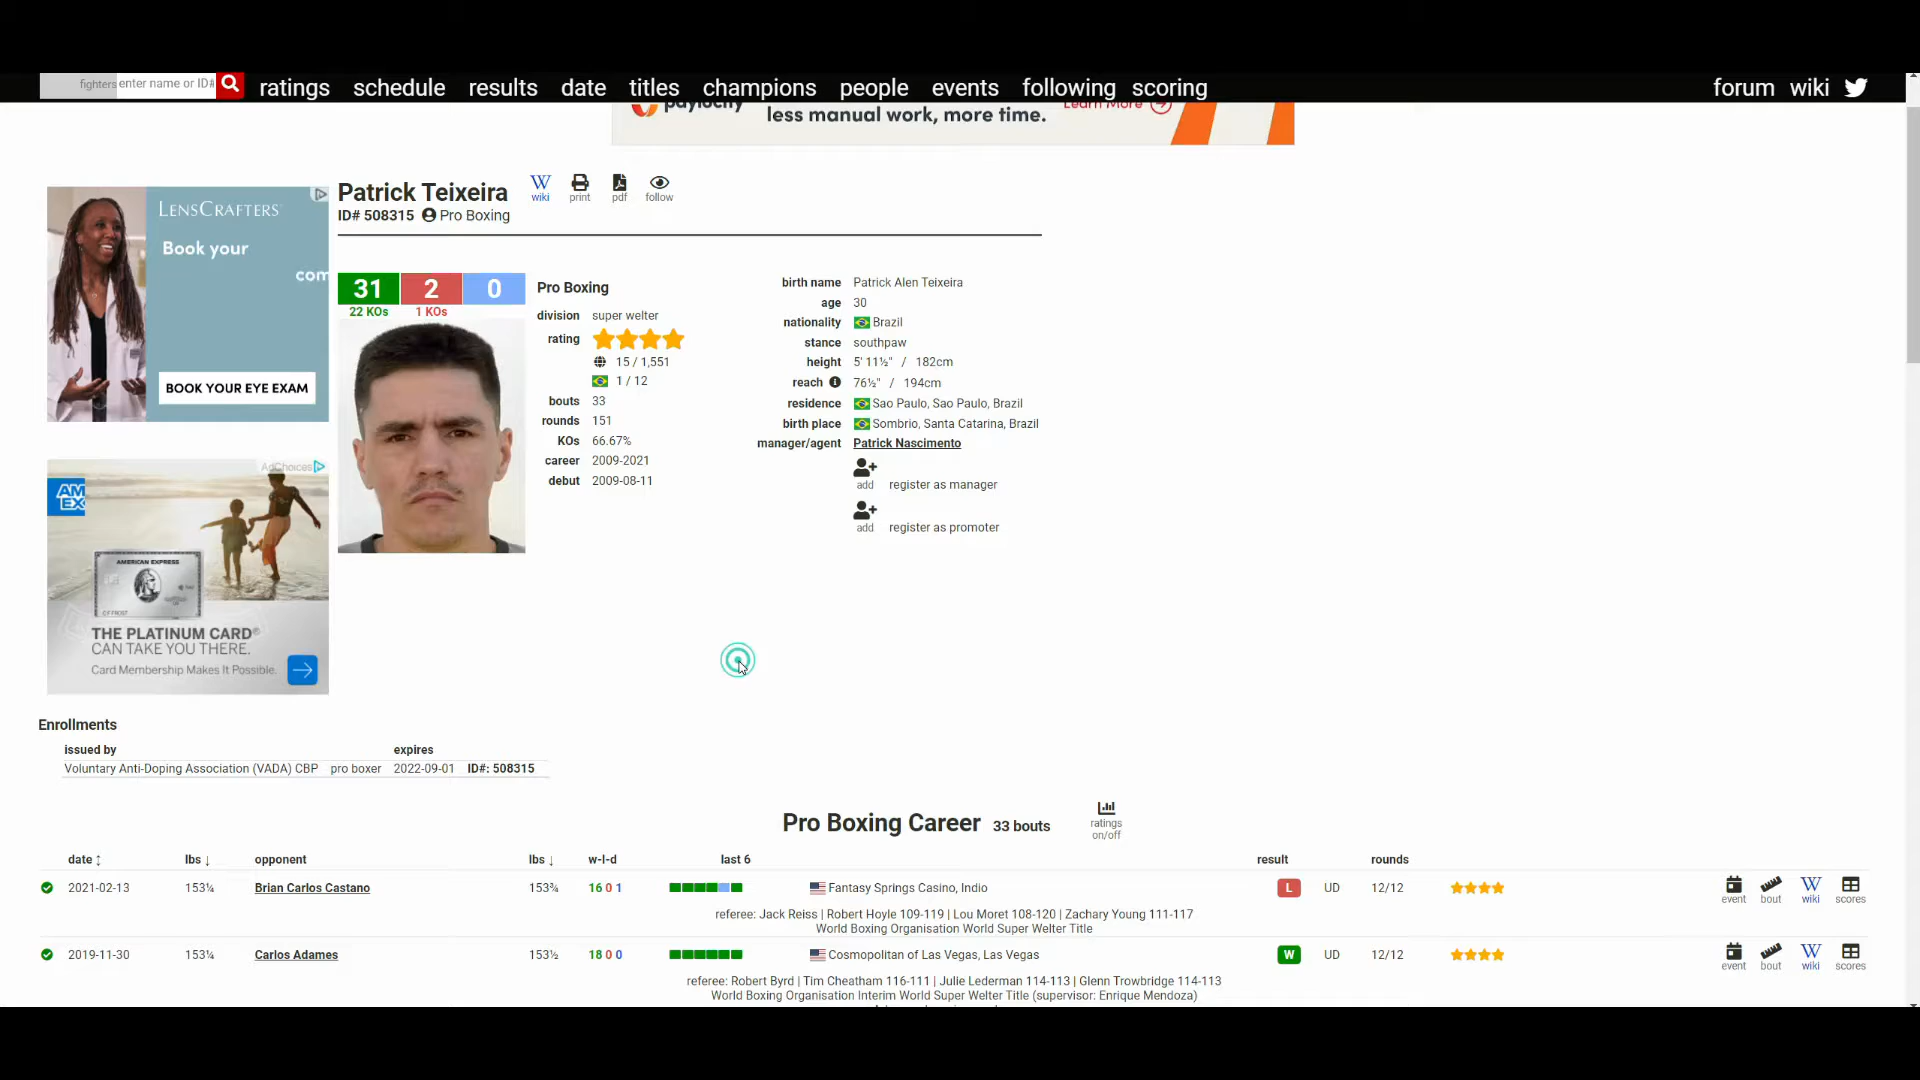 fighters enter name or ID# ratings schedule results date titles champions people events following scoring forum wiki
paylocity less manual work, more time. Learn More
LENSCRAFTERS
Book your
com
BOOK YOUR EYE EXAM
AdChoices
AM
EX
AMERICAN EXPRESS
C F FROST
THE PLATINUM CARD®
CAN TAKE YOU THERE.
Card Membership Makes It Possible.
Patrick Teixeira
wiki print pdf follow
ID# 508315 Pro Boxing
31 2 0
22 KOs 1 KOs
Pro Boxing
division super welter
rating
15 / 1,551
1 / 12
bouts 33
rounds 151
KOs 66.67%
career 2009-2021
debut 2009-08-11
birth name Patrick Alen Teixeira
age 30
nationality Brazil
stance southpaw
height 5' 11½" / 182cm
reach 76½" / 194cm
residence Sao Paulo, Sao Paulo, Brazil
birth place Sombrio, Santa Catarina, Brazil
manager/agent Patrick Nascimento
add register as manager
add register as promoter
Enrollments
issued by expires
Voluntary Anti-Doping Association (VADA) CBP pro boxer 2022-09-01 ID#: 508315
Pro Boxing Career 33 bouts
ratings
on/off
date lbs opponent lbs w-l-d last 6 result rounds
2021-02-13 153¼ Brian Carlos Castano 153¾ 16 0 1 Fantasy Springs Casino, Indio L UD 12/12 event bout wiki scores
referee: Jack Reiss | Robert Hoyle 109-119 | Lou Moret 108-120 | Zachary Young 111-117
World Boxing Organisation World Super Welter Title
2019-11-30 153¼ Carlos Adames 153½ 18 0 0 Cosmopolitan of Las Vegas, Las Vegas W UD 12/12 event bout wiki scores
referee: Robert Byrd | Tim Cheatham 116-111 | Julie Lederman 114-113 | Glenn Trowbridge 114-113
World Boxing Organisation Interim World Super Welter Title (supervisor: Enrique Mendoza)